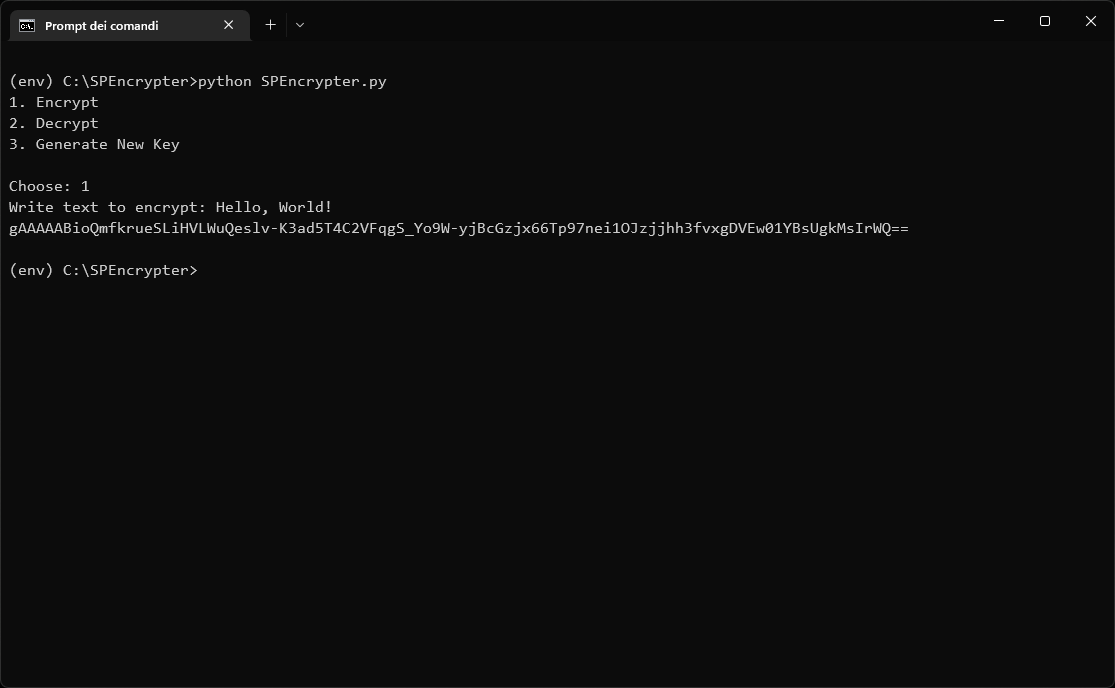 Prompt dei comandi
(env) C:\SPEncrypter>python SPEncrypter.py
1. Encrypt
2. Decrypt
3. Generate New Key
Choose: 1
Write text to encrypt: Hello, World!
gAAAAABioQmfkrueSLiHVLWuQeslv-K3ad5T4C2VFqgS_Yo9W-yjBcGzjx66Tp97nei1OJzjjhh3fvxgDVEw01YBsUgkMsIrWQ==
(env) C:\SPEncrypter>